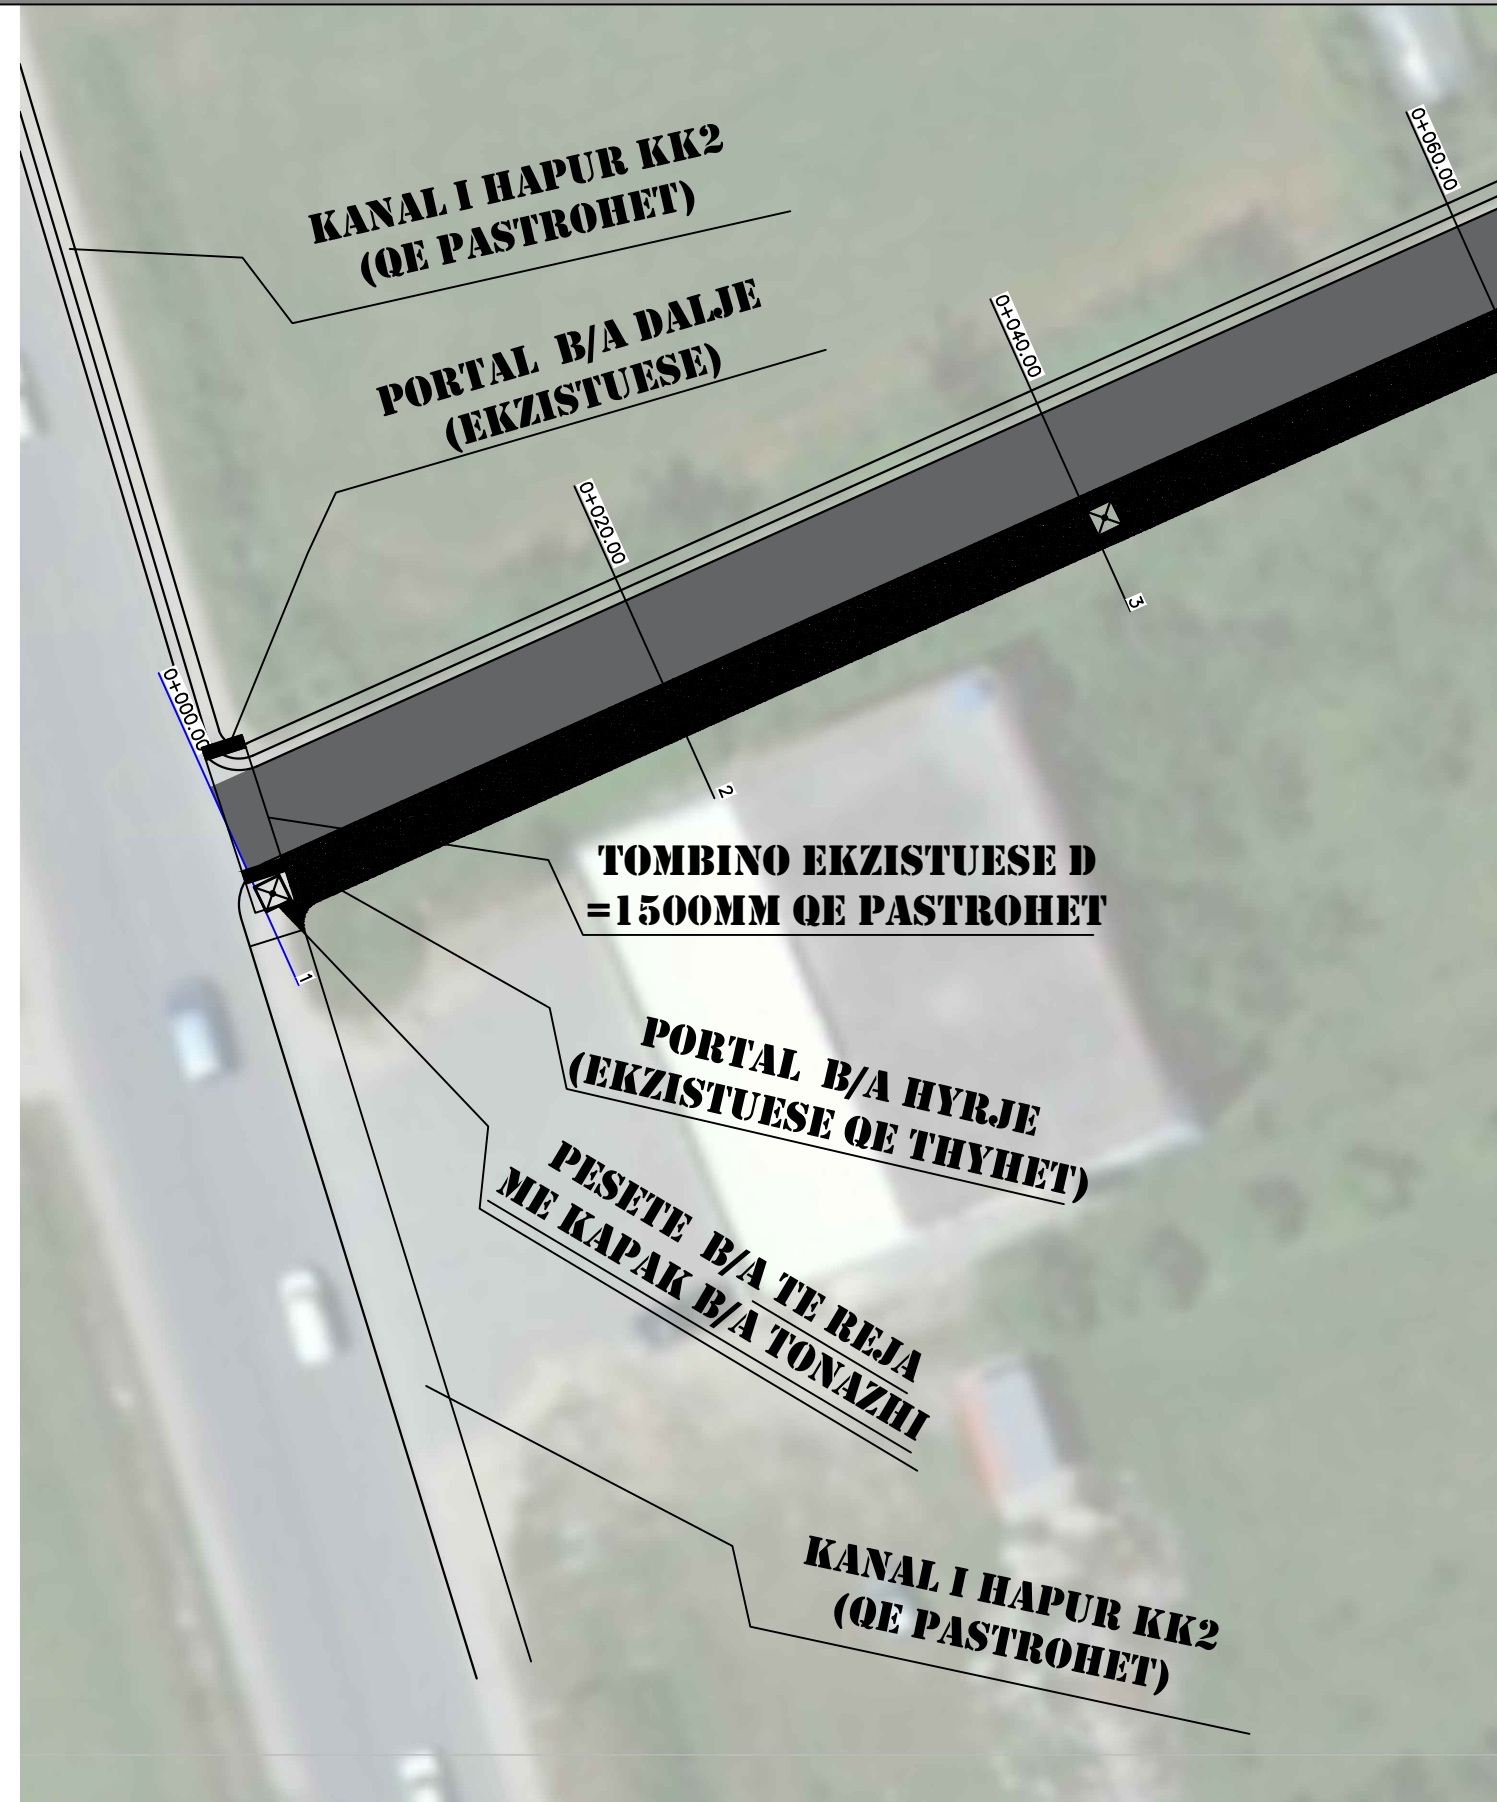 KANAL I HAPUR KK2
(QE PASTROHET)
0+060.00
PORTAL B/A DALJE
(EKZISTUESE)
0+040.00
0+020.00
3
0+000.00
2
TOMBINO EKZISTUESE D
=1500MM QE PASTROHET
1
PORTAL B/A HYRJE
(EKZISTUESE QE THYHET)
PESETE B/A TE REJA
ME KAPAK B/A TONAZHI
KANAL I HAPUR KK2
(QE PASTROHET)